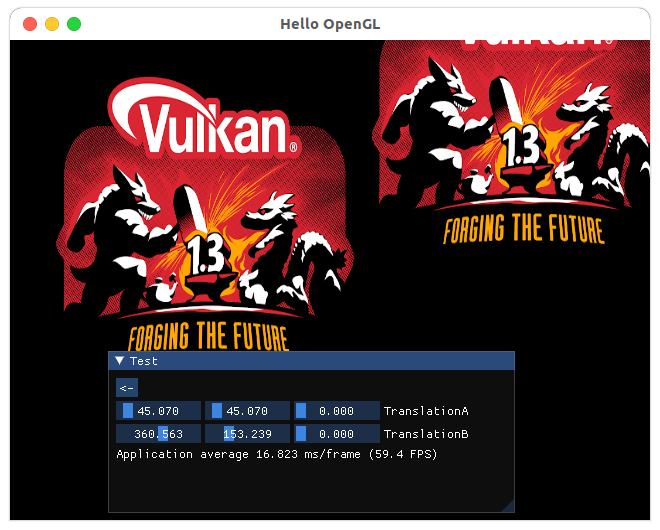 Hello OpenGL
Vulkan®
1.3
FORGING THE FUTURE
Vulkan®
1.3
FORGING THE FUTURE
Test
<-
45.070 45.070 0.000 TranslationA
360.563 153.239 0.000 TranslationB
Application average 16.823 ms/frame (59.4 FPS)